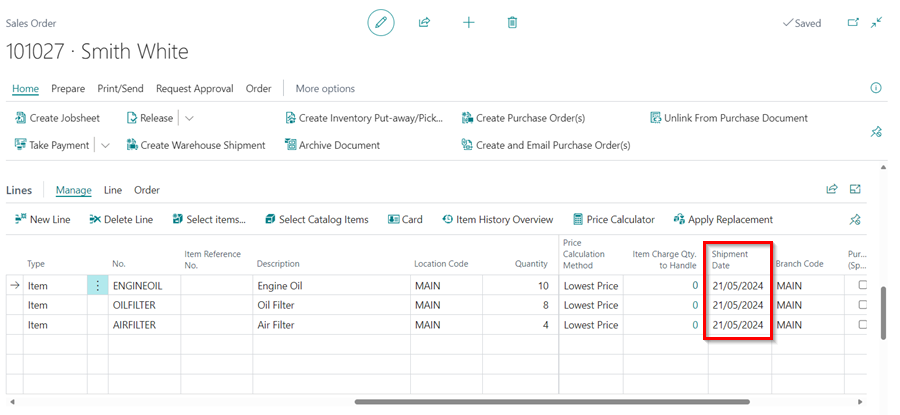 Sales Order
Saved
101027 · Smith White
Home Prepare Print/Send Request Approval Order More options
Create Jobsheet Release Create Inventory Put-away/Pick... Create Purchase Order(s) Unlink From Purchase Document
Take Payment Create Warehouse Shipment Archive Document Create and Email Purchase Order(s)
Lines Manage Line Order
New Line Delete Line Select items... Select Catalog Items Card Item History Overview Price Calculator Apply Replacement
Type No. Item Reference No. Description Location Code Quantity Price Calculation Method Item Charge Qty. to Handle Shipment Date Branch Code Pur... (Sp...
Item ENGINEOIL Engine Oil MAIN 10 Lowest Price 0 21/05/2024 MAIN
Item OILFILTER Oil Filter MAIN 8 Lowest Price 0 21/05/2024 MAIN
Item AIRFILTER Air Filter MAIN 4 Lowest Price 0 21/05/2024 MAIN